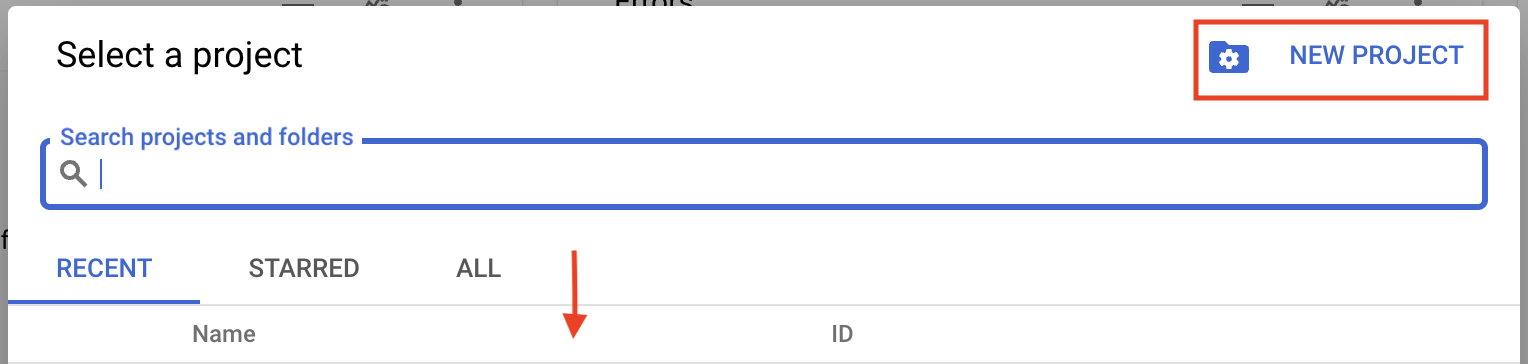 Errors
Select a project
NEW PROJECT
Search projects and folders
RECENT STARRED ALL
Name ID